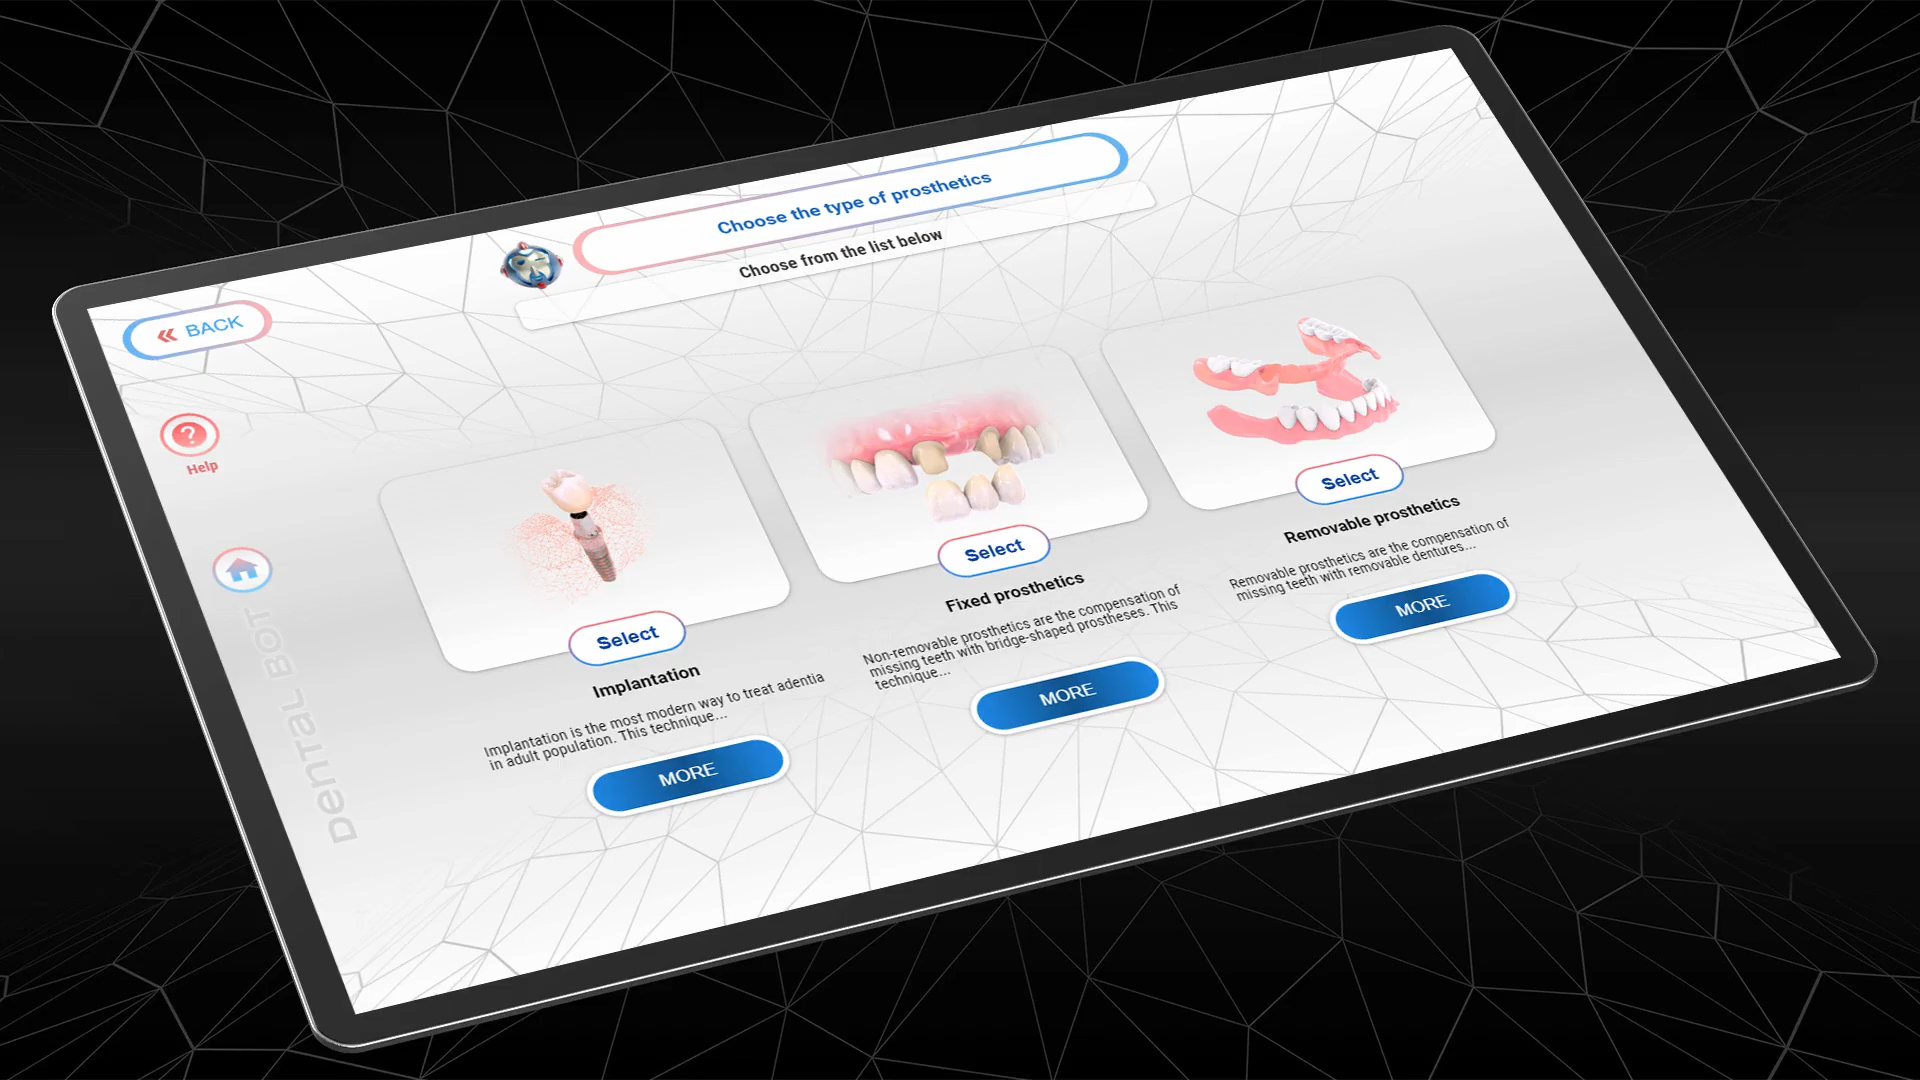 Choose the type of prosthetics
Choose from the list below
BACK
?
Help
Dental BOT
Select
Implantation
Implantation is the most modern way to treat adentia
in adult population. This technique...
MORE
Select
Fixed prosthetics
Non-removable prosthetics are the compensation of
missing teeth with bridge-shaped prostheses. This
technique...
MORE
Select
Removable prosthetics
Removable prosthetics are the compensation of
missing teeth with removable dentures...
MORE